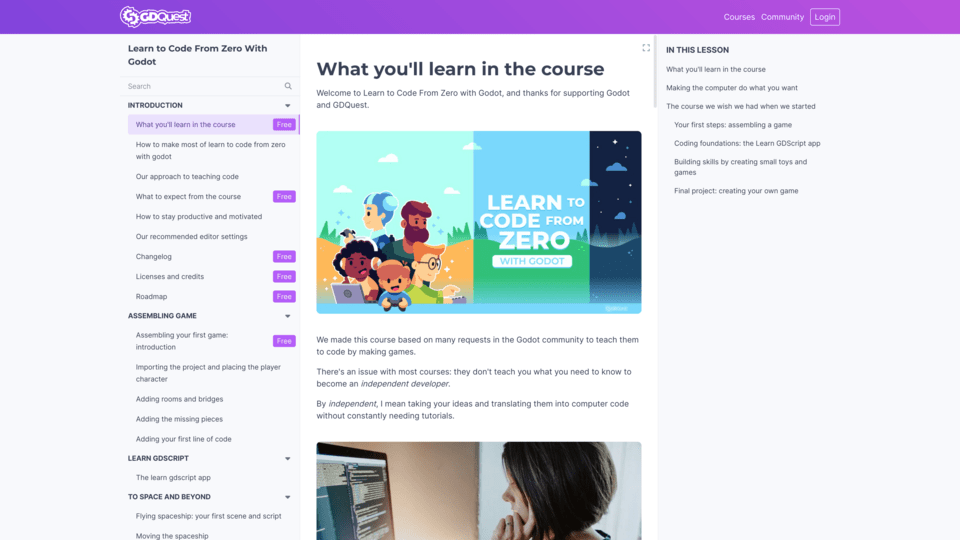 GDQUEST
Courses Community Login
Learn to Code From Zero With
Godot
Search
INTRODUCTION
What you'll learn in the course Free
How to make most of learn to code from zero
with godot
Our approach to teaching code
What to expect from the course Free
How to stay productive and motivated
Our recommended editor settings
Changelog Free
Licenses and credits Free
Roadmap Free
ASSEMBLING GAME
Assembling your first game:
introduction Free
Importing the project and placing the player
character
Adding rooms and bridges
Adding the missing pieces
Adding your first line of code
LEARN GDSCRIPT
The learn gdscript app
TO SPACE AND BEYOND
Flying spaceship: your first scene and script
Moving the spaceship
What you'll learn in the course
Welcome to Learn to Code From Zero with Godot, and thanks for supporting Godot
and GDQuest.
LEARN TO
CODE FROM
ZERO
WITH GODOT
We made this course based on many requests in the Godot community to teach them
to code by making games.
There's an issue with most courses: they don't teach you what you need to know to
become an independent developer.
By independent, I mean taking your ideas and translating them into computer code
without constantly needing tutorials.
IN THIS LESSON
What you'll learn in the course
Making the computer do what you want
The course we wish we had when we started
Your first steps: assembling a game
Coding foundations: the Learn GDScript app
Building skills by creating small toys and
games
Final project: creating your own game